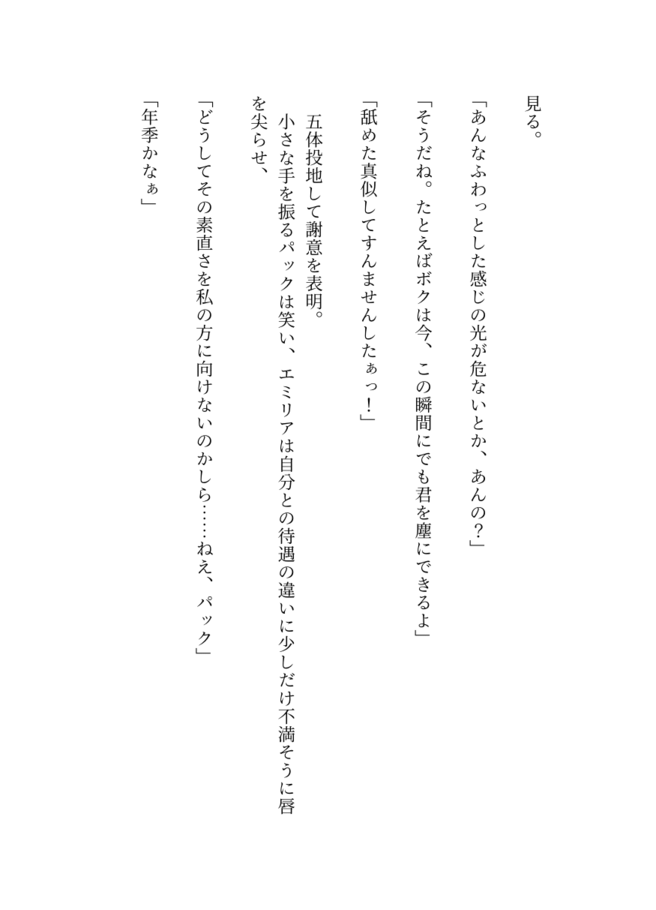 見る。
「あんなふわっとした感じの光が危ないとか、あんの？」
「そうだね。たとえばボクは今、この瞬間にでも君を塵にできるよ」
「舐めた真似してすんませんしたぁっ！」
五体投地して謝意を表明。
小さな手を振るパックは笑い、エミリアは自分との待遇の違いに少しだけ不満そうに唇
を尖らせ、
「どうしてその素直さを私の方に向けないのかしら……ねえ、パック」
「年季かなぁ」